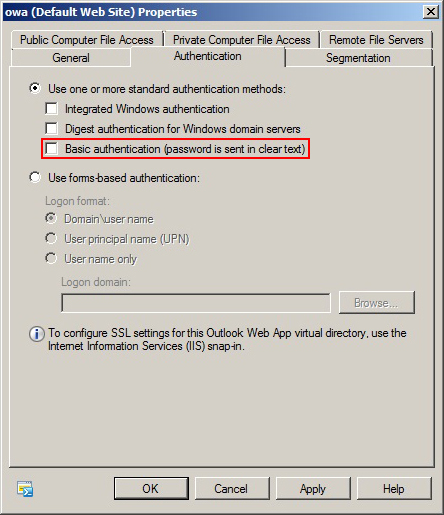 owa (Default Web Site) Properties
Public Computer File Access Private Computer File Access Remote File Servers
General Authentication Segmentation
Use one or more standard authentication methods:
Integrated Windows authentication
Digest authentication for Windows domain servers
Basic authentication (password is sent in clear text)
Use forms-based authentication:
Logon format:
Domain\user name
User principal name (UPN)
User name only
Logon domain:
Browse...
To configure SSL settings for this Outlook Web App virtual directory, use the
Internet Information Services (IIS) snap-in.
OK Cancel Apply Help